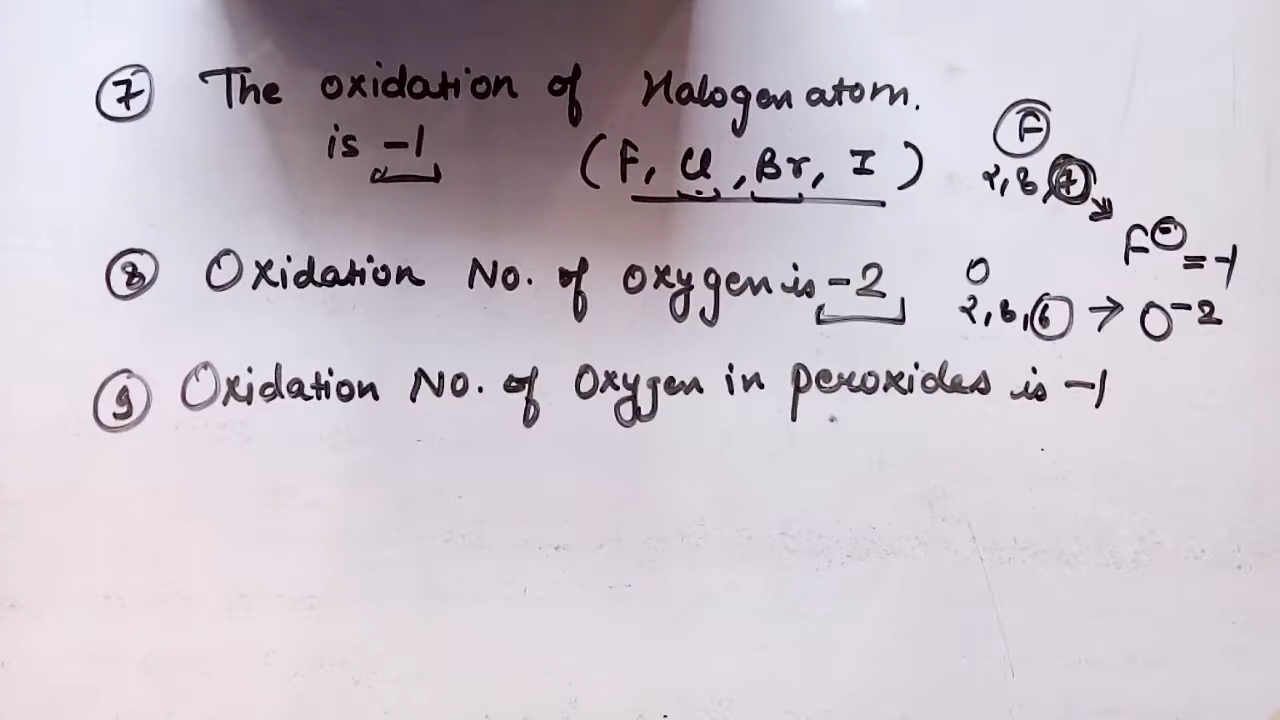 7 The oxidation of Halogen atom.
is -1 (F, Cl, Br, I) F
2, 8, 7
F⁻ = -1
8 Oxidation No. of oxygen is -2 O
2, 8, 6 → O⁻²
9 Oxidation No. of Oxygen in peroxides is -1